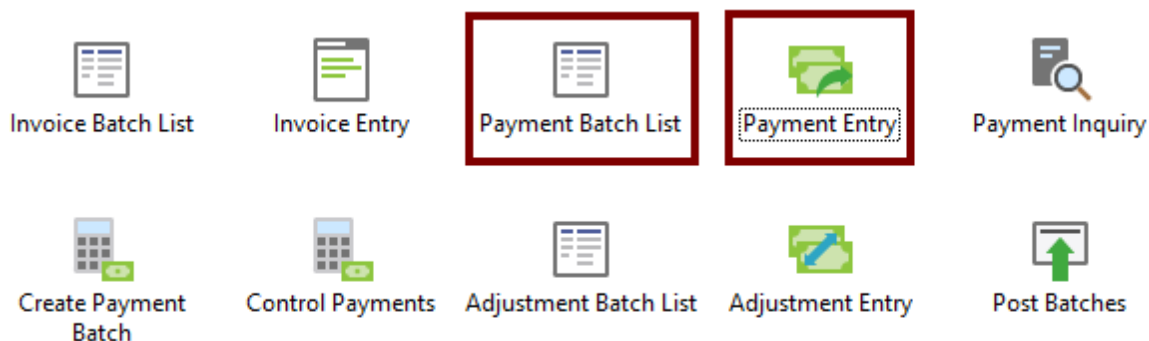 Invoice Batch List
Invoice Entry
Payment Batch List
Payment Entry
Payment Inquiry
Create Payment
Batch
Control Payments
Adjustment Batch List
Adjustment Entry
Post Batches